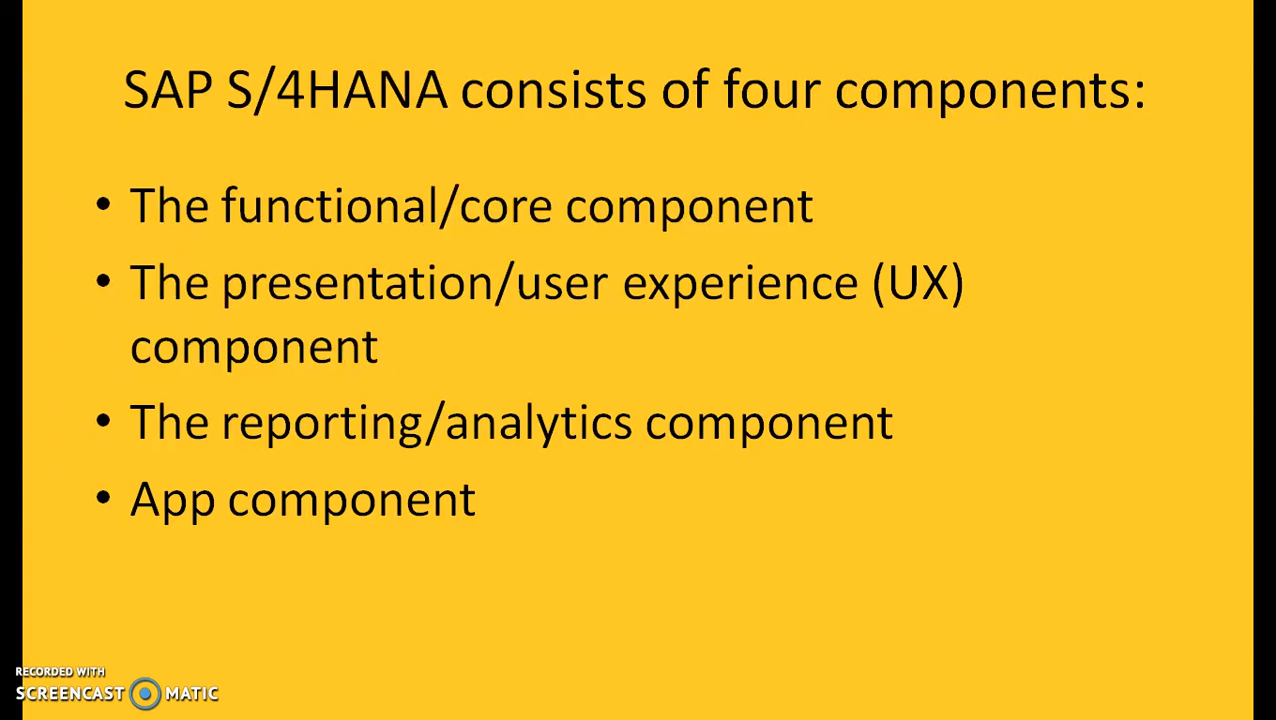 SAP S/4HANA consists of four components:
• The functional/core component
• The presentation/user experience (UX)
component
• The reporting/analytics component
• App component
RECORDED WITH
SCREENCAST MATIC